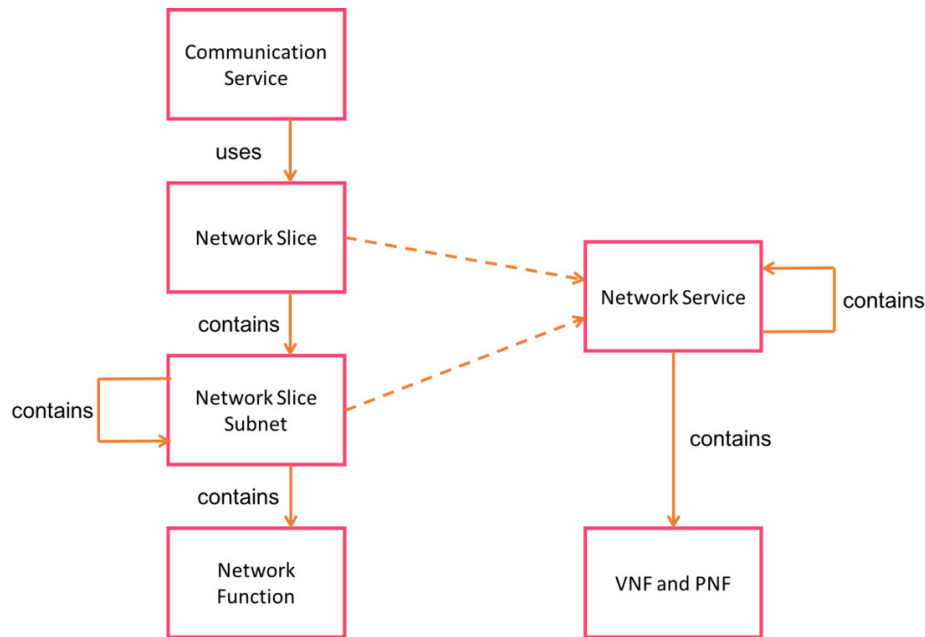 Communication
Service
uses
Network Slice
Network Service
contains
contains
Network Slice
Subnet
contains
contains
contains
Network
Function
VNF and PNF